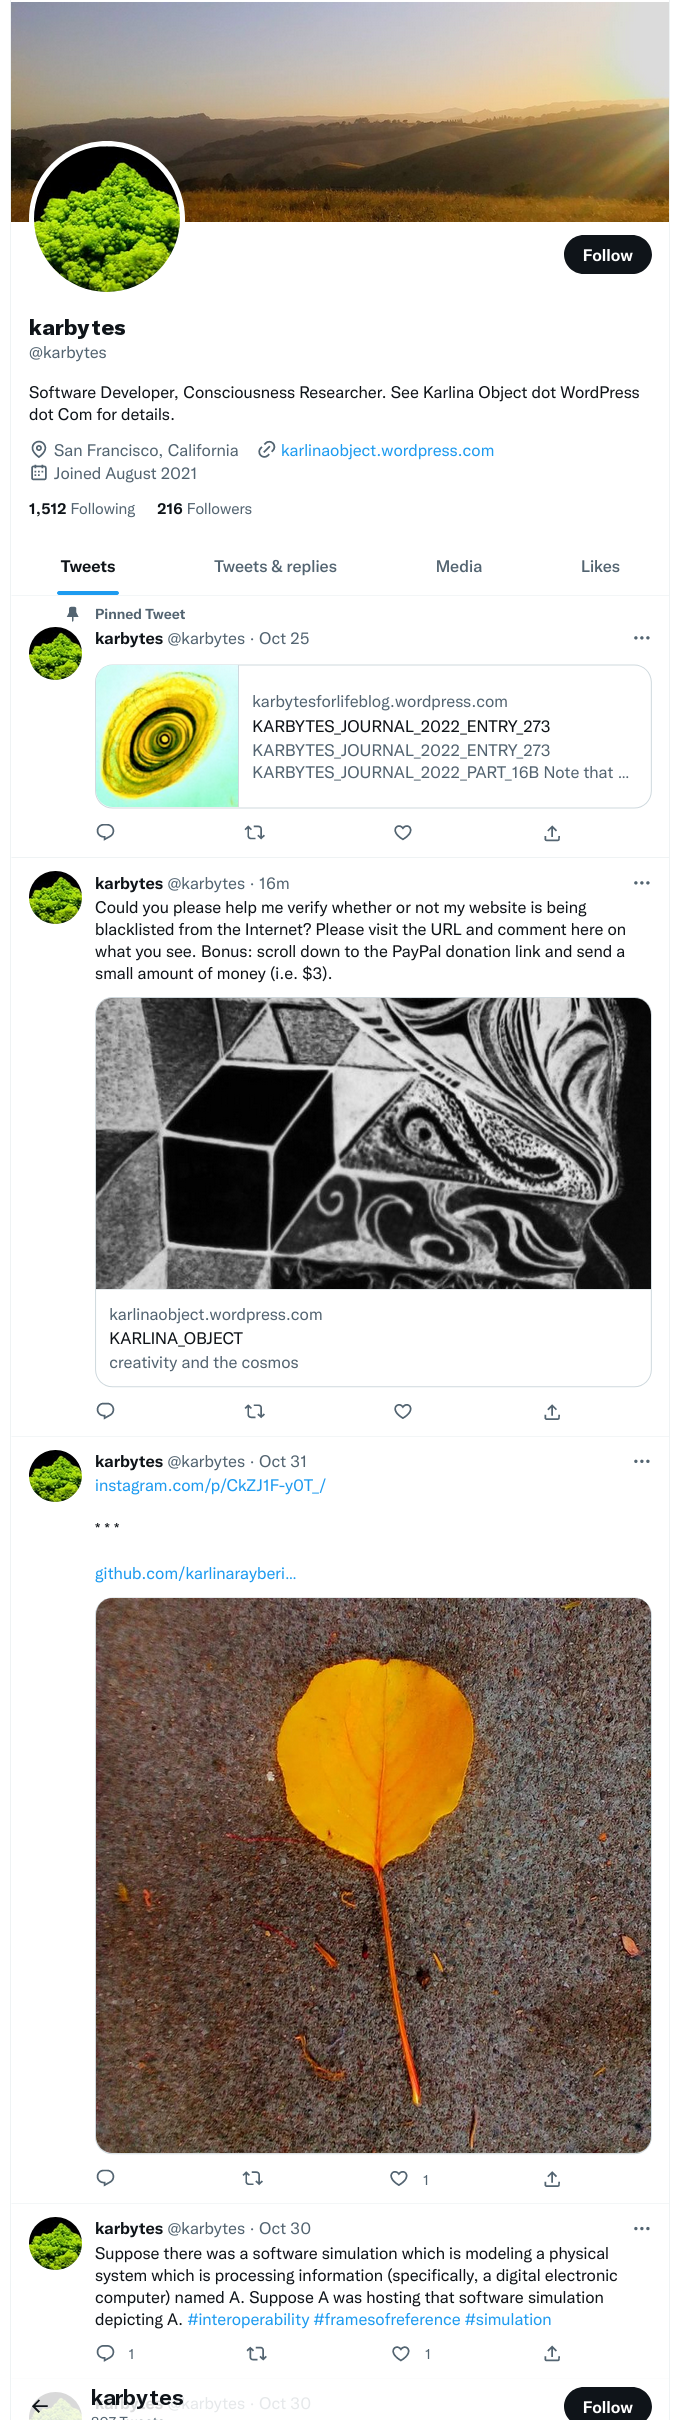 Follow
karbytes
@karbytes
Software Developer, Consciousness Researcher. See Karlina Object dot WordPress
dot Com for details.
San Francisco, California karlinaobject.wordpress.com
Joined August 2021
1,512 Following 216 Followers
Tweets Tweets & replies Media Likes
Pinned Tweet
karbytes @karbytes · Oct 25
karbytesforlifeblog.wordpress.com
KARBYTES_JOURNAL_2022_ENTRY_273
KARBYTES_JOURNAL_2022_ENTRY_273
KARBYTES_JOURNAL_2022_PART_16B Note that ...
karbytes @karbytes · 16m
Could you please help me verify whether or not my website is being
blacklisted from the Internet? Please visit the URL and comment here on
what you see. Bonus: scroll down to the PayPal donation link and send a
small amount of money (i.e. $3).
karlinaobject.wordpress.com
KARLINA_OBJECT
creativity and the cosmos
karbytes @karbytes · Oct 31
instagram.com/p/CkZJ1F-y0T_/
* * *
github.com/karlinarayberi...
1
karbytes @karbytes · Oct 30
Suppose there was a software simulation which is modeling a physical
system which is processing information (specifically, a digital electronic
computer) named A. Suppose A was hosting that software simulation
depicting A. #interoperability #framesofreference #simulation
1 1
karbytes
@karbytes · Oct 30
Follow